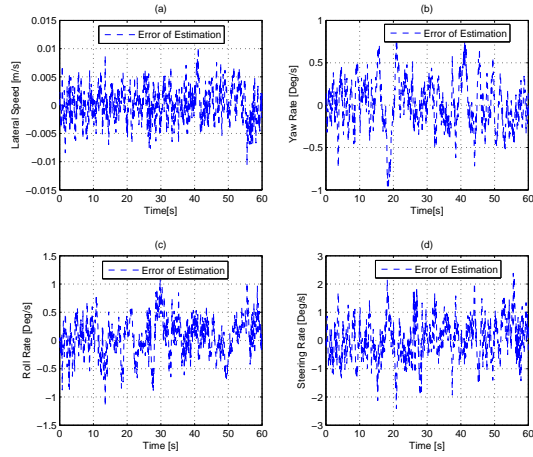 (a)
Error of Estimation
Lateral Speed [m/s]
0.015
0.01
0.005
0
−0.005
−0.01
−0.015
0 10 20 30 40 50 60
Time[s]
(b)
Error of Estimation
Yaw Rate [Deg/s]
1
0.5
0
−0.5
−1
0 10 20 30 40 50 60
Time[s]
(c)
Error of Estimation
Roll Rate [Deg/s]
1.5
1
0.5
0
−0.5
−1
−1.5
0 10 20 30 40 50 60
Time [s]
(d)
Error of Estimation
Steering Rate [Deg/s]
3
2
1
0
−1
−2
−3
0 10 20 30 40 50 60
Time [s]